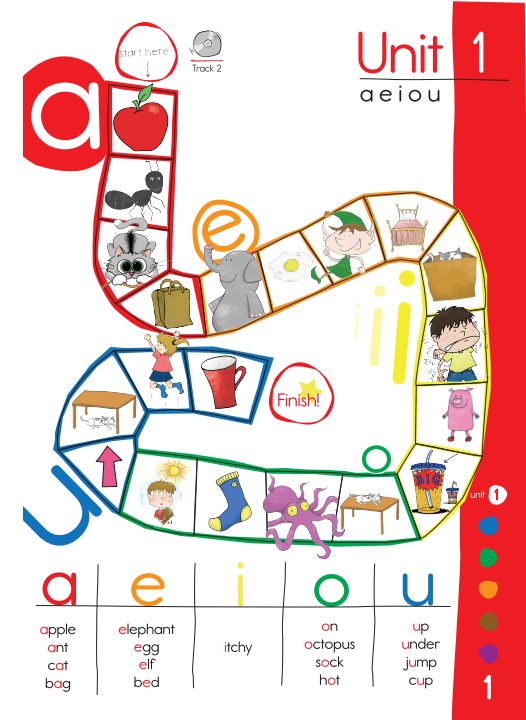 start here!
Track 2
Unit 1
a e i o u
a
e
i i i
BIG
Finish!
o
u
unit 1
a e i o u
apple elephant itchy on up
ant egg octopus under
cat elf sock jump
bag bed hot cup
1